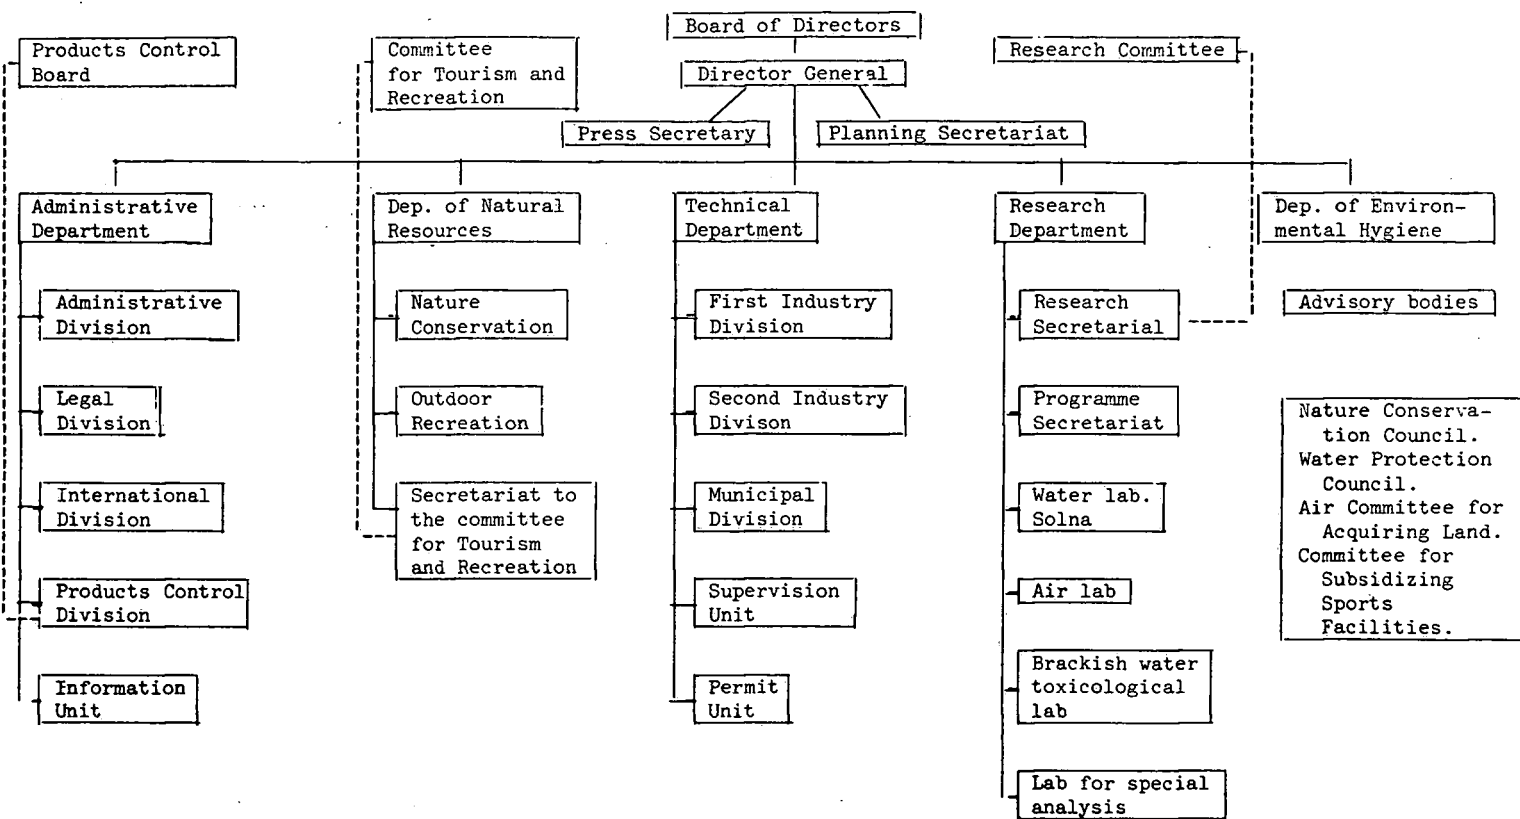 Board of Directors
Products Control
Board
Committee
for Tourism and
Recreation
Research Committee
Director General
Press Secretary
Planning Secretariat
Administrative
Department
Dep. of Natural
Resources
Technical
Department
Research
Department
Dep. of Environ-
mental Hygiene
Administrative
Division
Legal
Division
International
Division
Products Control
Division
Information
Unit
Nature
Conservation
Outdoor
Recreation
Secretariat to
the committee
for Tourism
and Recreation
First Industry
Division
Second Industry
Divison
Municipal
Division
Supervision
Unit
Permit
Unit
Research
Secretarial
Programme
Secretariat
Water lab.
Solna
Air lab
Brackish water
toxicological
lab
Lab for special
analysis
Advisory bodies
Nature Conserva-
tion Council.
Water Protection
Council.
Air Committee for
Acquiring Land.
Committee for
Subsidizing
Sports
Facilities.